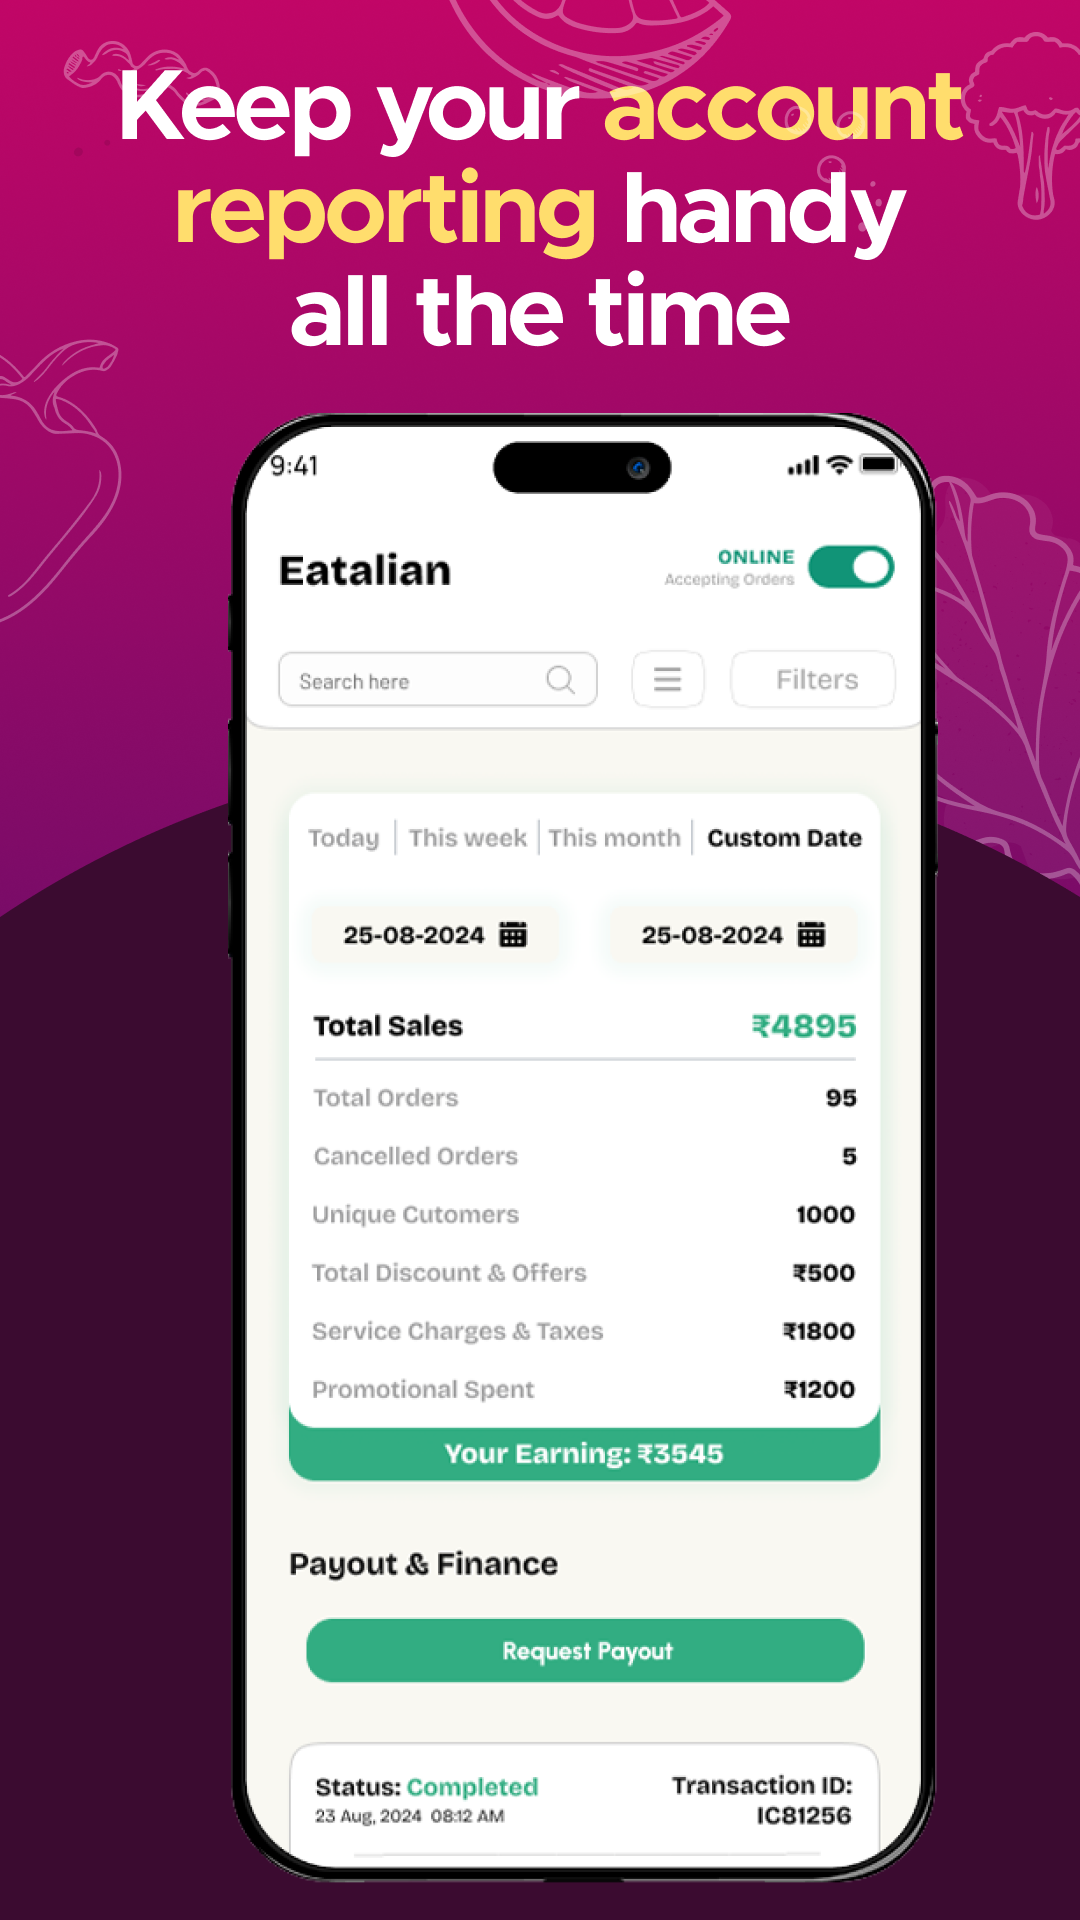 Keep your account
reporting handy
all the time
9:41
Eatalian
ONLINE
Accepting Orders
Search here
Filters
Today
This week
This month
Custom Date
25-08-2024
25-08-2024
Total Sales ₹4895
Total Orders 95
Cancelled Orders 5
Unique Cutomers 1000
Total Discount & Offers ₹500
Service Charges & Taxes ₹1800
Promotional Spent ₹1200
Your Earning: ₹3545
Payout & Finance
Request Payout
Status: Completed
23 Aug, 2024 08:12 AM
Transaction ID:
IC81256